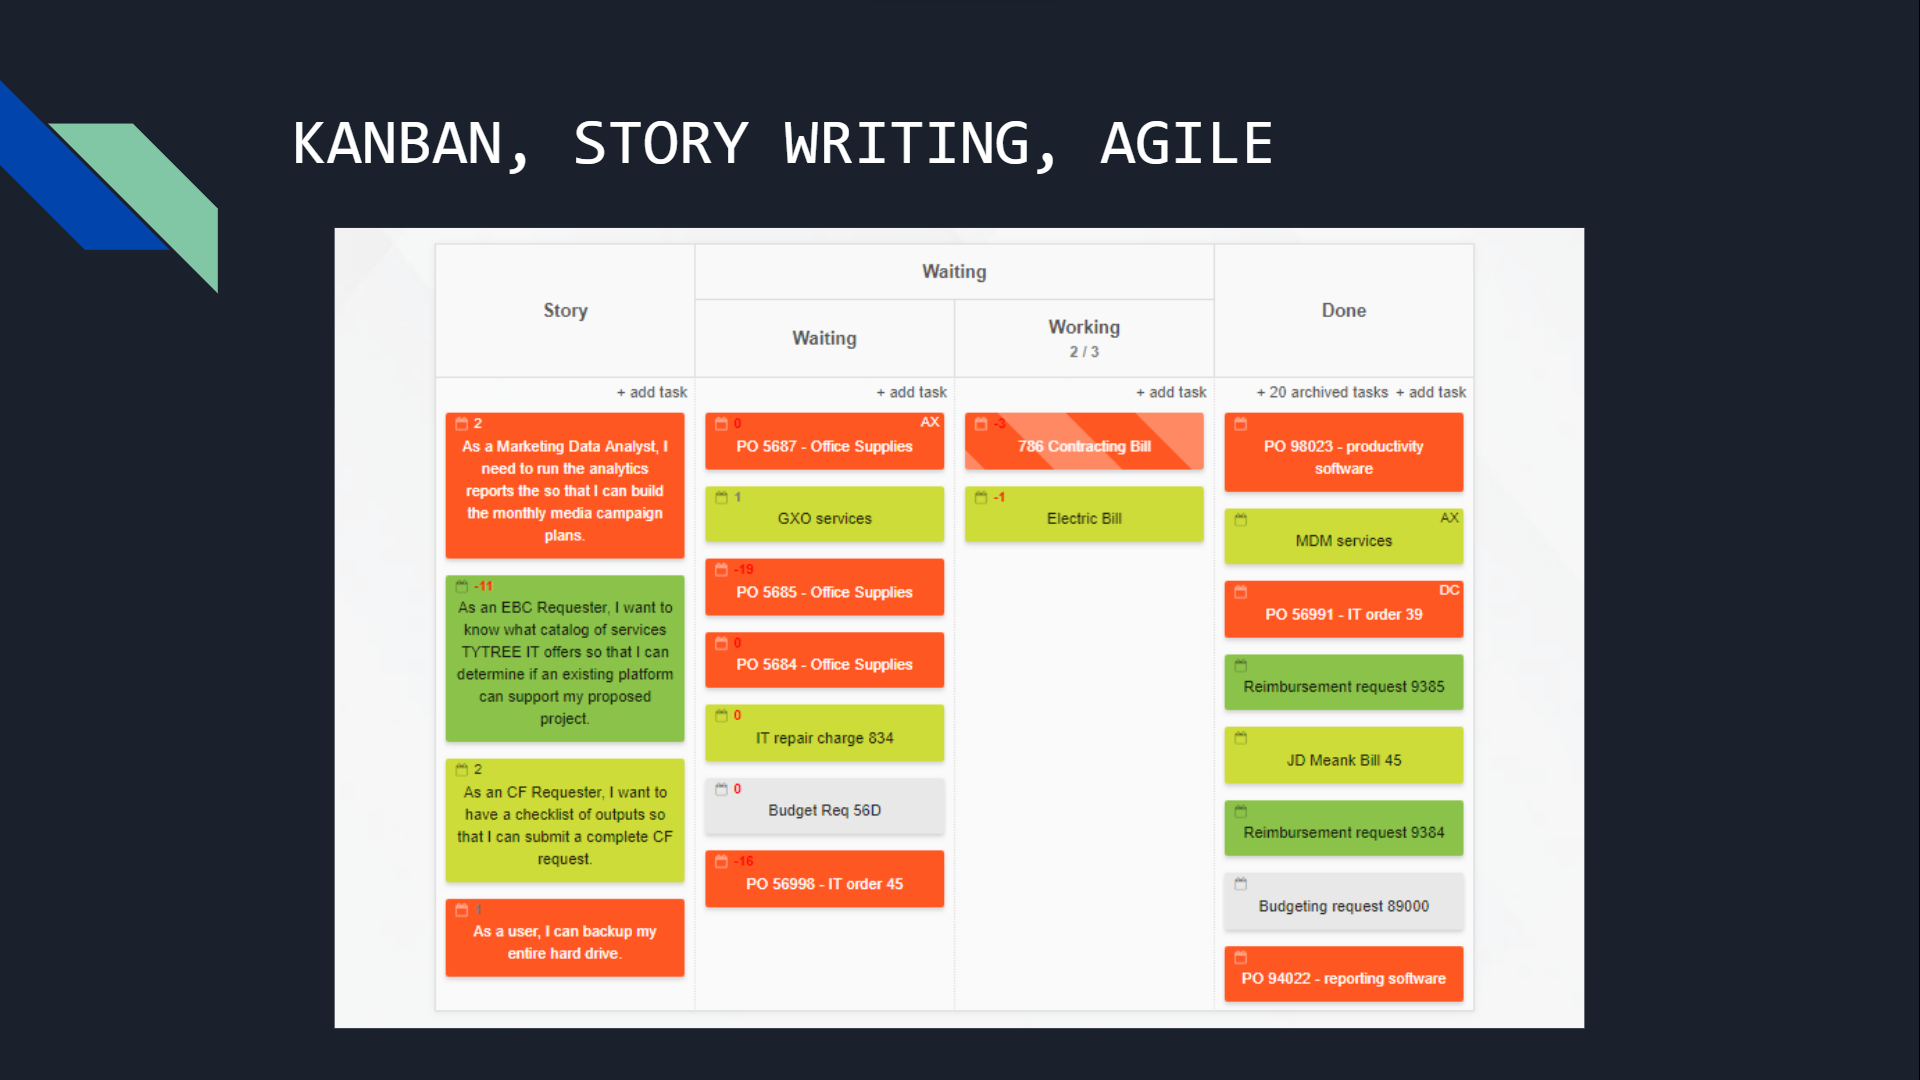 KANBAN, STORY WRITING, AGILE
Story
Waiting
Waiting
Working
2 / 3
Done
+ add task
+ add task
+ add task
+ 20 archived tasks + add task
2
As a Marketing Data Analyst, I
need to run the analytics
reports the so that I can build
the monthly media campaign
plans.
-11
As an EBC Requester, I want to
know what catalog of services
TYTREE IT offers so that I can
determine if an existing platform
can support my proposed
project.
2
As an CF Requester, I want to
have a checklist of outputs so
that I can submit a complete CF
request.
1
As a user, I can backup my
entire hard drive.
0 AX
PO 5687 - Office Supplies
1
GXO services
-19
PO 5685 - Office Supplies
0
PO 5684 - Office Supplies
0
IT repair charge 834
0
Budget Req 56D
-16
PO 56998 - IT order 45
-3
786 Contracting Bill
-1
Electric Bill
PO 98023 - productivity
software
AX
MDM services
DC
PO 56991 - IT order 39
Reimbursement request 9385
JD Meank Bill 45
Reimbursement request 9384
Budgeting request 89000
PO 94022 - reporting software